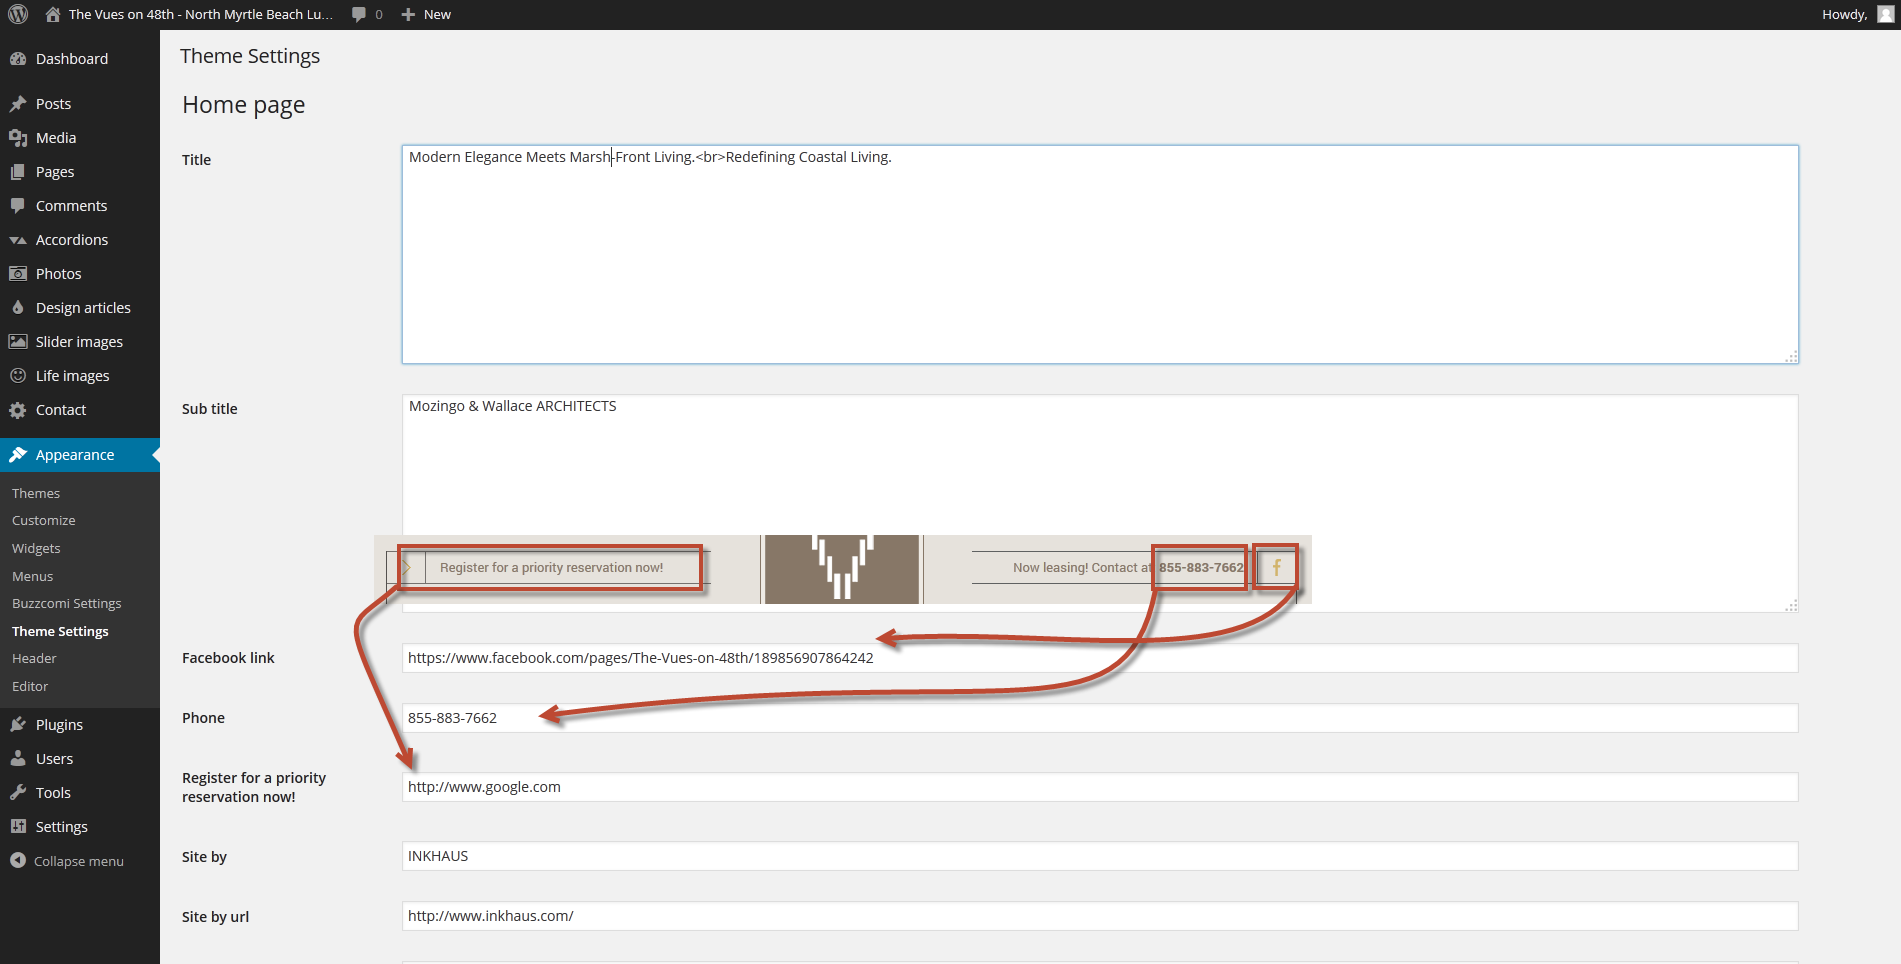 The Vues on 48th - North Myrtle Beach Lu...
0
New
Howdy,
Dashboard
Posts
Media
Pages
Comments
Accordions
Photos
Design articles
Slider images
Life images
Contact
Appearance
Themes
Customize
Widgets
Menus
Buzzcomi Settings
Theme Settings
Header
Editor
Plugins
Users
Tools
Settings
Collapse menu
Theme Settings
Home page
Title
Modern Elegance Meets Marsh-Front Living.<br>Redefining Coastal Living.
Sub title
Mozingo & Wallace ARCHITECTS
Register for a priority reservation now!
Now leasing! Contact at 855-883-7662
f
Facebook link
https://www.facebook.com/pages/The-Vues-on-48th/189856907864242
Phone
855-883-7662
Register for a priority
reservation now!
http://www.google.com
Site by
INKHAUS
Site by url
http://www.inkhaus.com/